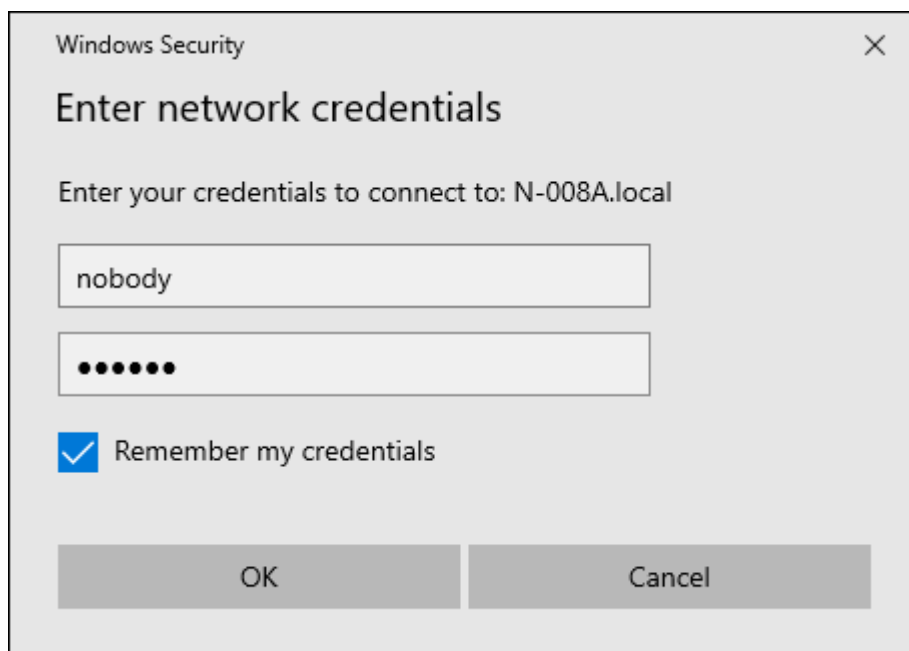 Windows Security
Enter network credentials
Enter your credentials to connect to: N-008A.local
nobody
••••••
Remember my credentials
OK
Cancel